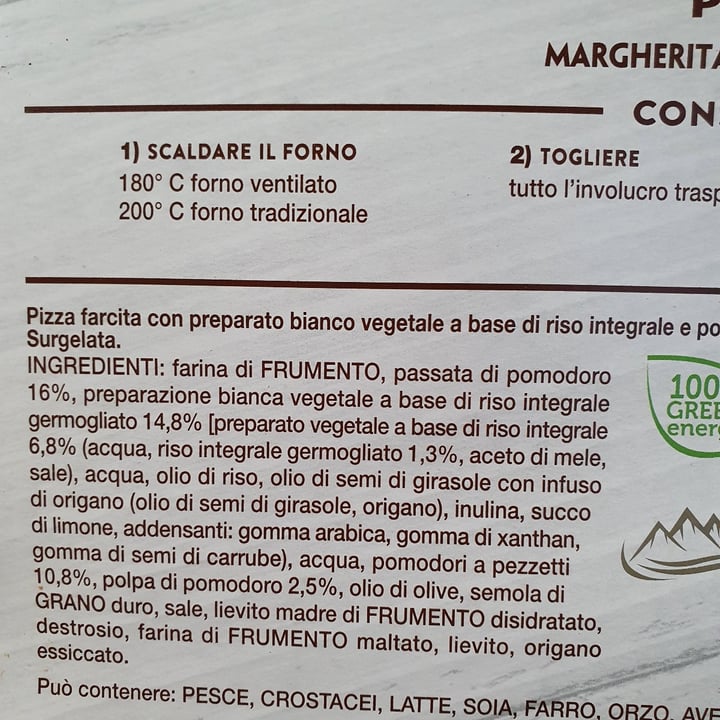 MARGHERITA
CONS
1) SCALDARE IL FORNO
180° C forno ventilato
200° C forno tradizionale
2) TOGLIERE
tutto l'involucro trasp
Pizza farcita con preparato bianco vegetale a base di riso integrale e po
Surgelata.
INGREDIENTI: farina di FRUMENTO, passata di pomodoro
16%, preparazione bianca vegetale a base di riso integrale
germogliato 14,8% [preparato vegetale a base di riso integrale
6,8% (acqua, riso integrale germogliato 1,3%, aceto di mele,
sale), acqua, olio di riso, olio di semi di girasole con infuso
di origano (olio di semi di girasole, origano), inulina, succo
di limone, addensanti: gomma arabica, gomma di xanthan,
gomma di semi di carrube), acqua, pomodori a pezzetti
10,8%, polpa di pomodoro 2,5%, olio di olive, semola di
GRANO duro, sale, lievito madre di FRUMENTO disidratato,
destrosio, farina di FRUMENTO maltato, lievito, origano
essiccato.
Può contenere: PESCE, CROSTACEI, LATTE, SOIA, FARRO, ORZO, AVE
100
GREE
energ